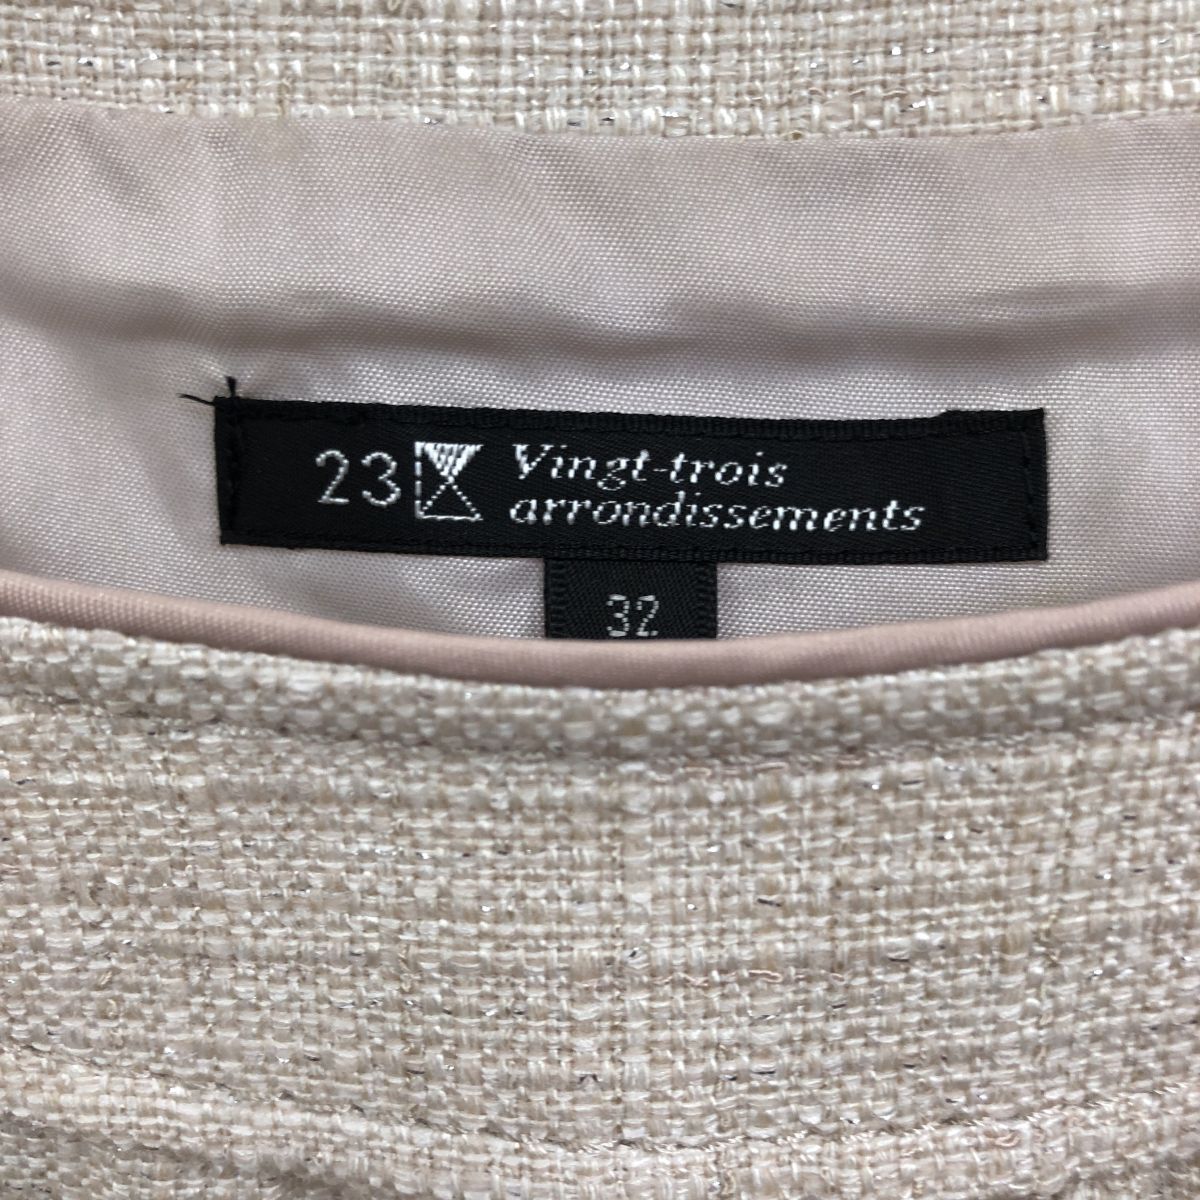 23 Vingt-trois
arrondissements
32